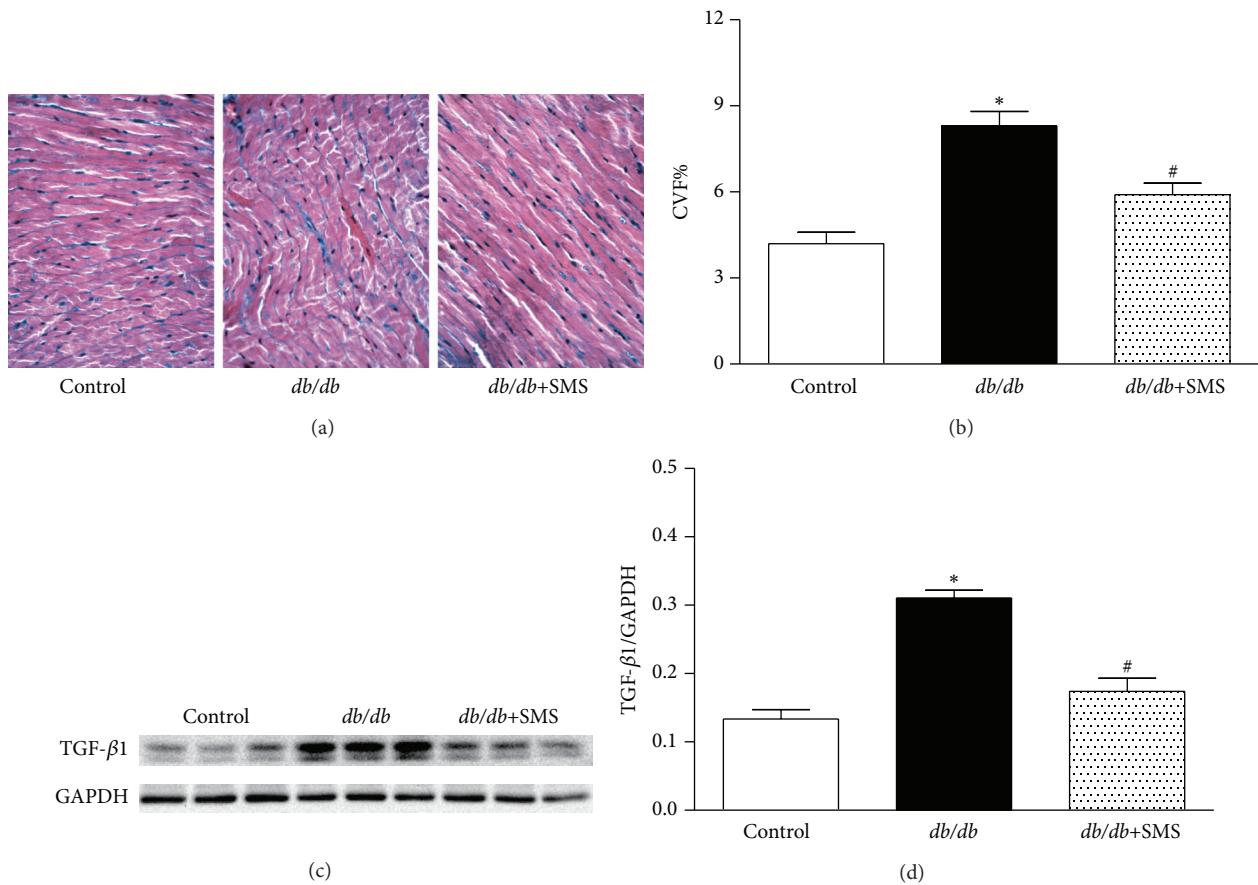 Control
db/db
db/db+SMS
(a)
12
9
6
3
0
CVF%
*
#
Control
db/db
db/db+SMS
(b)
Control
db/db
db/db+SMS
TGF-β1
GAPDH
(c)
0.5
0.4
0.3
0.2
0.1
0.0
TGF-β1/GAPDH
*
#
Control
db/db
db/db+SMS
(d)